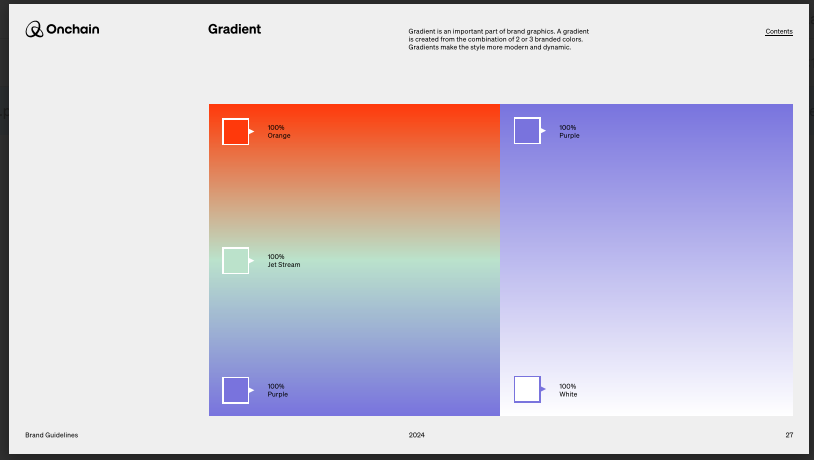 Onchain
Gradient
Gradient is an important part of brand graphics. A gradient
is created from the combination of 2 or 3 branded colors.
Gradients make the style more modern and dynamic.
Contents
100%
Orange
100%
Purple
100%
Jet Stream
100%
Purple
100%
White
Brand Guidelines
2024
27